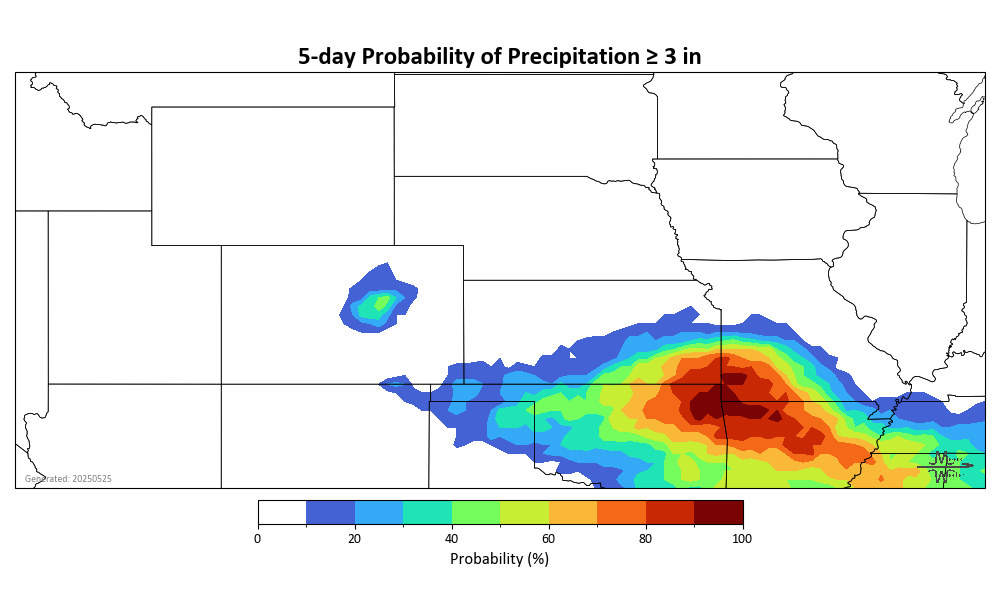 5-day Probability of Precipitation ≥ 3 in
Generated: 20250525
0 20 40 60 80 100
Probability (%)